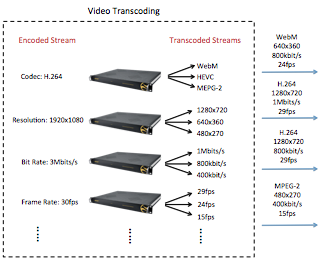 Video Transcoding
Encoded Stream
Transcoded Streams
Codec: H.264
WebM
HEVC
MEPG-2
Resolution: 1920x1080
1280x720
640x360
480x270
Bit Rate: 3Mbits/s
1Mbits/s
800kbit/s
400kbit/s
Frame Rate: 30fps
29fps
24fps
15fps
WebM
640x360
800kbit/s
24fps
H.264
1280x720
1Mbits/s
29fps
H.264
1280x720
800kbit/s
29fps
MPEG-2
480x270
400kbit/s
15fps